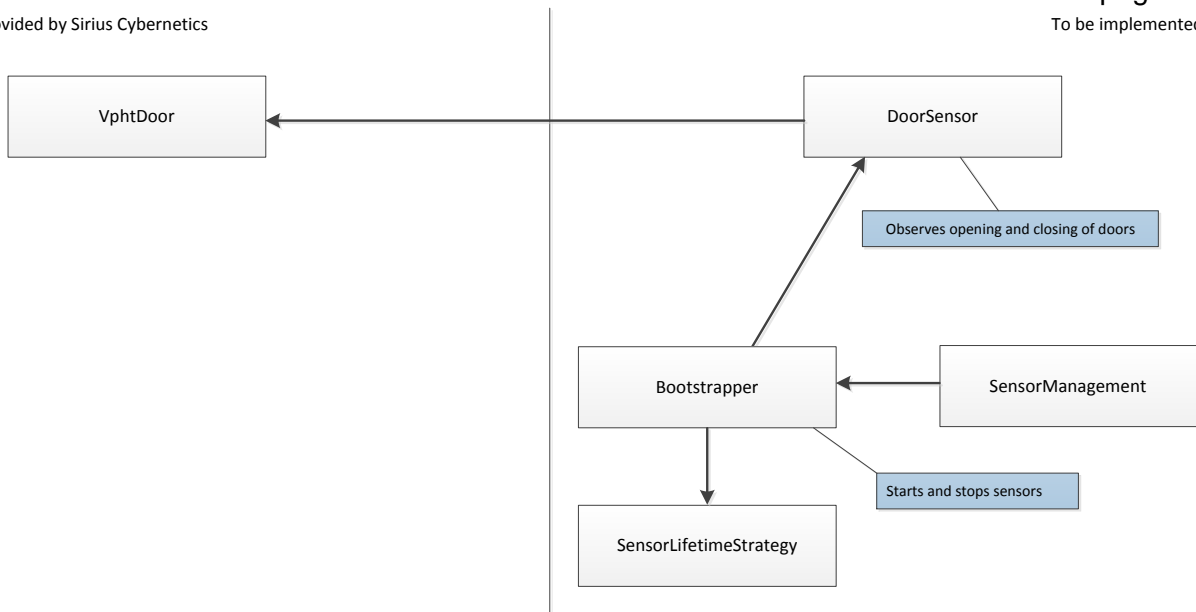 ovided by Sirius Cybernetics
To be implemented
VphtDoor
DoorSensor
Observes opening and closing of doors
Bootstrapper
SensorManagement
Starts and stops sensors
SensorLifetimeStrategy